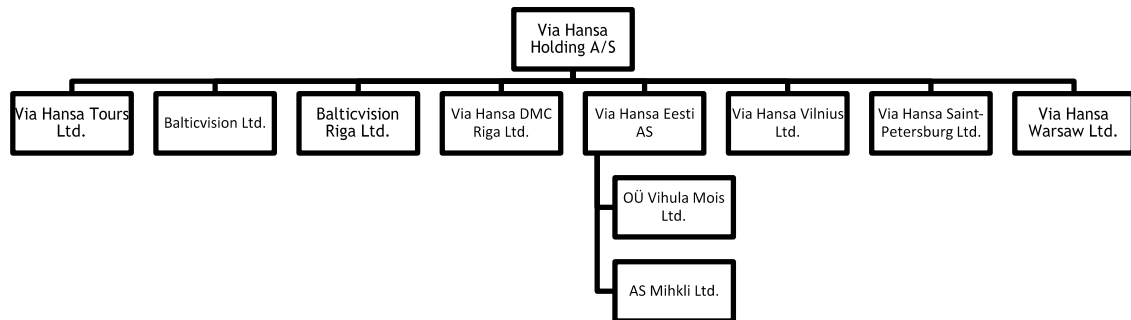 Via Hansa
Holding A/S
Via Hansa Tours
Ltd.
Balticvision Ltd.
Balticvision
Riga Ltd.
Via Hansa DMC
Riga Ltd.
Via Hansa Eesti
AS
Via Hansa Vilnius
Ltd.
Via Hansa Saint-
Petersburg Ltd.
Via Hansa
Warsaw Ltd.
OÜ Vihula Mois
Ltd.
AS Mihkli Ltd.